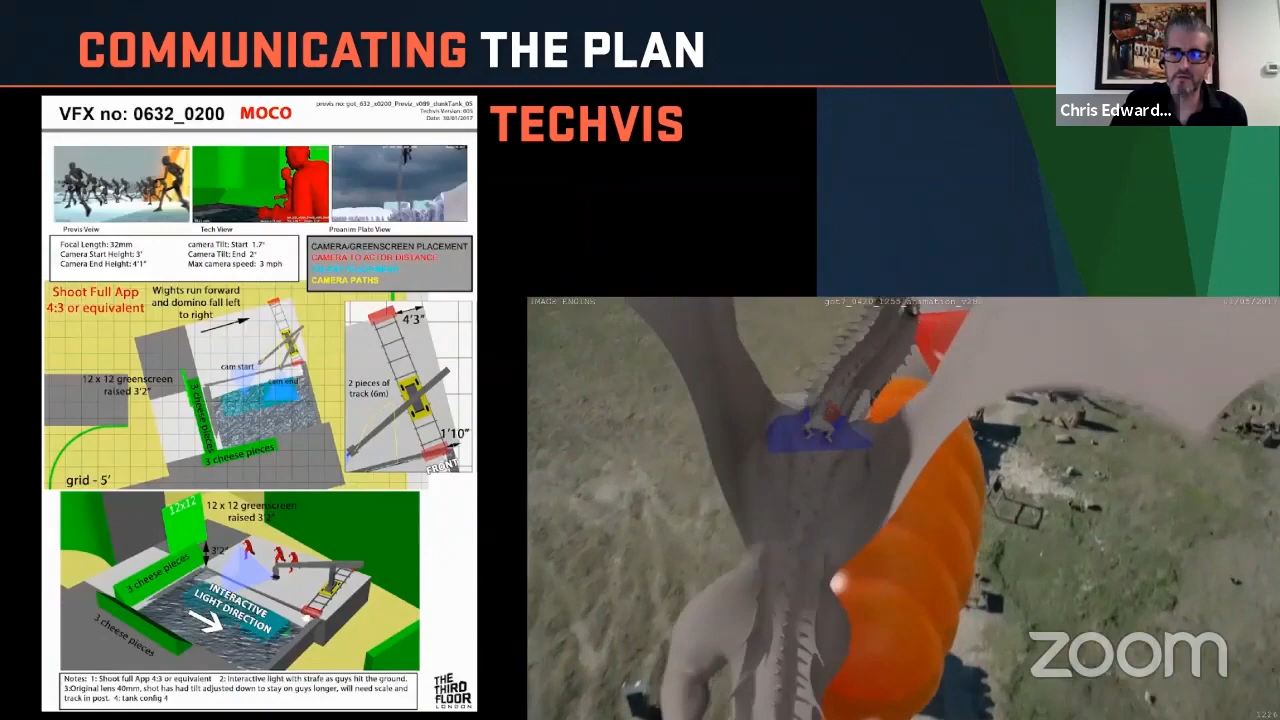 COMMUNICATING THE PLAN
Chris Edward...
TECHVIS
VFX no: 0632_0200 MOCO
Date: 30/01/2017
Previs Veiw
Tech View
Preanim Plate View
Focal Length: 32mm
Camera Start Height: 3'
Camera End Height: 4'1"
camera Tilt: Start 1.7°
Camera Tilt: End 2°
Max camera speed: 3 mph
CAMERA/GREENSCREEN PLACEMENT
CAMERA TO ACTOR DISTANCE
CAMERA PATHS
Shoot Full App
4:3 or equivalent
Wights run forward
and domino fall left
to right
12 x 12 greenscreen
raised 3'2"
cam start
cam end
3 cheese pieces
3 cheese pieces
grid - 5'
4'3"
2 pieces of
track (6m)
1'10"
FRONT
12x12
12 x 12 greenscreen
raised 3'2"
3'2"
3 cheese pieces
3 cheese pieces
INTERACTIVE
LIGHT DIRECTION
Notes: 1: Shoot full App 4:3 or equivalent 2: Interactive light with strafe as guys hit the ground.
3:Original lens 40mm, shot has had tilt adjusted down to stay on guys longer, will need scale and
track in post. 4: tank config 4
THE
THIRD
FLOOR
LONDON
IMAGE ENGINE
zoom